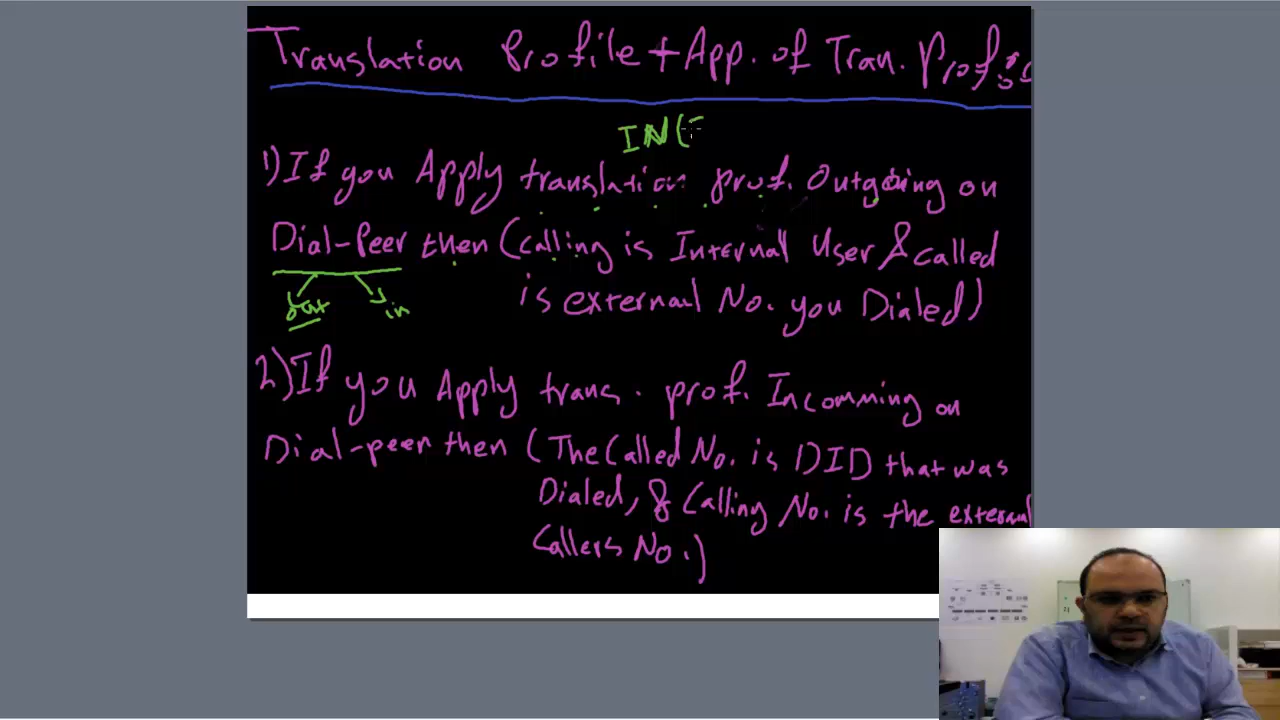 Translation Profile + App. of Tran. Prof
INC
1) If you Apply translation prof. Outgoing on
Dial-Peer then (calling is Internal User & called
is external No. you Dialed)
out in
2) If you Apply trans. prof. Incomming on
Dial-peer then (The Called No. is DID that was
Dialed, & Calling No. is the external
Callers No.)